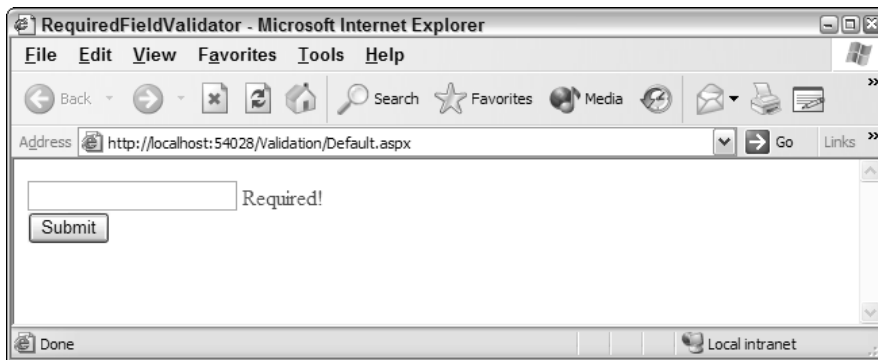 RequiredFieldValidator - Microsoft Internet Explorer
File Edit View Favorites Tools Help
Back Search Favorites Media »
Address http://localhost:54028/Validation/Default.aspx Go Links »
Required!
Submit
Done Local intranet